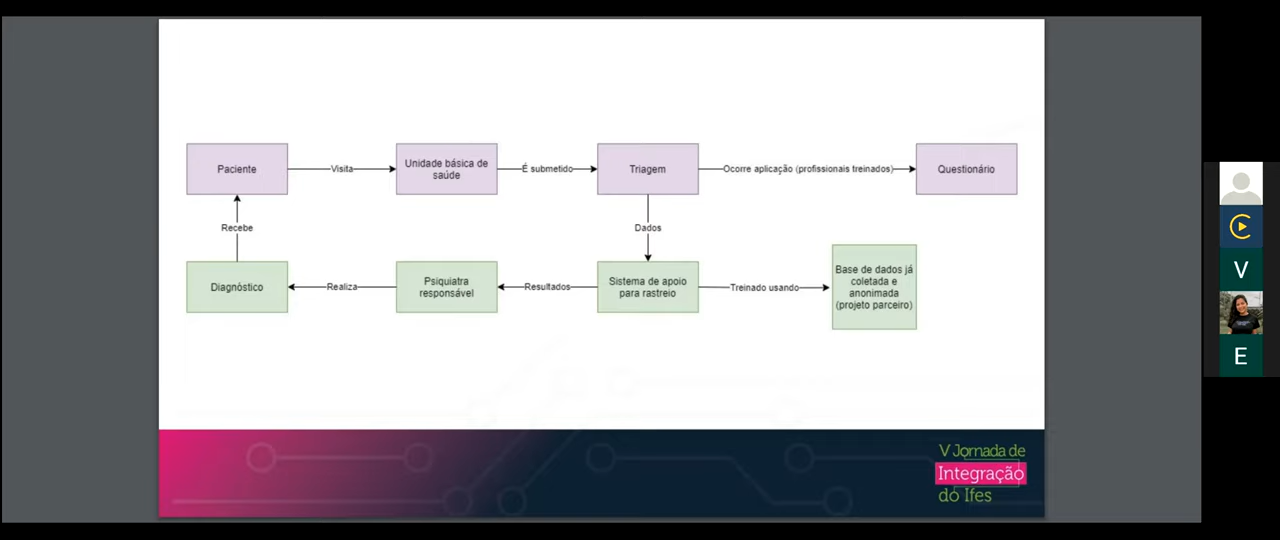 Paciente
Visita
Unidade básica de
saúde
É submetido
Triagem
Ocorre aplicação (profissionais treinados)
Questionário
Recebe
Dados
Diagnóstico
Realiza
Psiquiatra
responsável
Resultados
Sistema de apoio
para rastreio
Treinado usando
Base de dados já
coletada e
anonimada
(projeto parceiro)
V Jornada de
Integração
do Ifes
V
E